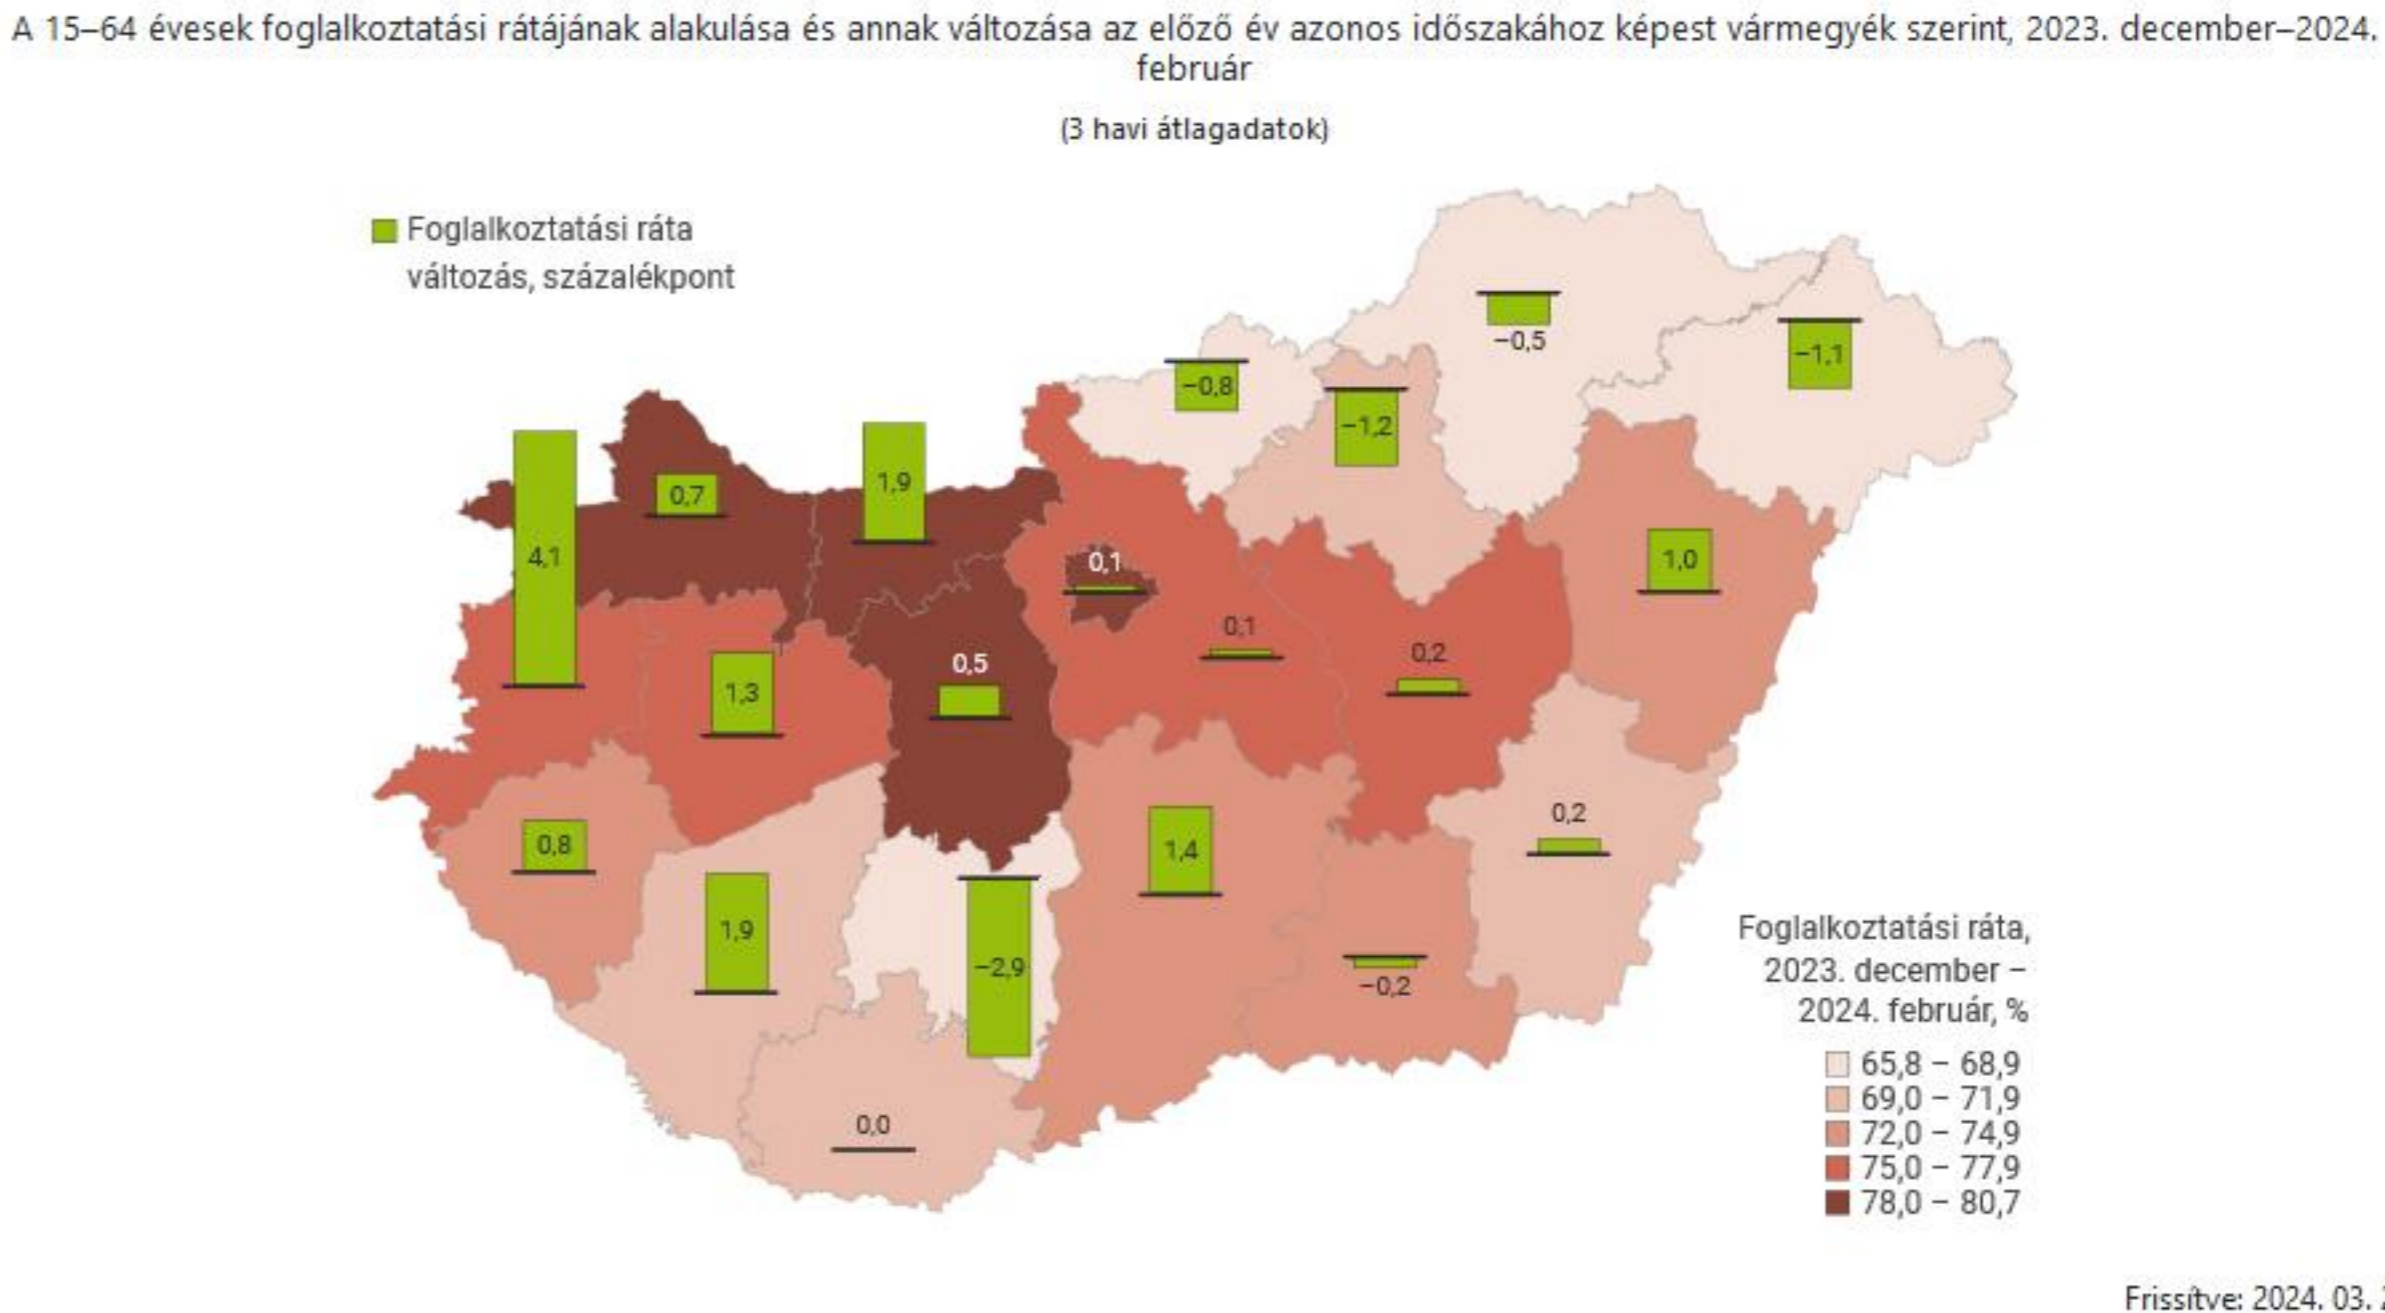 A 15–64 évesek foglalkoztatási rátájának alakulása és annak változása az előző év azonos időszakához képest vármegyék szerint, 2023. december–2024.
február
(3 havi átlagadatok)
Foglalkoztatási ráta
változás, százalékpont
−0,5
−1,1
−0,8
−1,2
1,9
0,7
4,1
0,1
1,0
0,1
0,2
0,5
1,3
0,2
0,8
1,4
1,9
−2,9
−0,2
0,0
Foglalkoztatási ráta,
2023. december –
2024. február, %
65,8 – 68,9
69,0 – 71,9
72,0 – 74,9
75,0 – 77,9
78,0 – 80,7
Frissítve: 2024. 03.